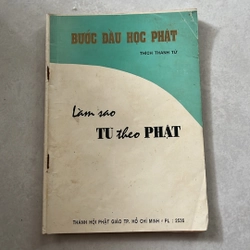 BƯỚC ĐẦU HỌC PHẬT
THÍCH THANH TỪ
Làm sao
TU theo PHẬT
THÀNH HỘI PHẬT GIÁO TP. HỒ CHÍ MINH - PL : 2535